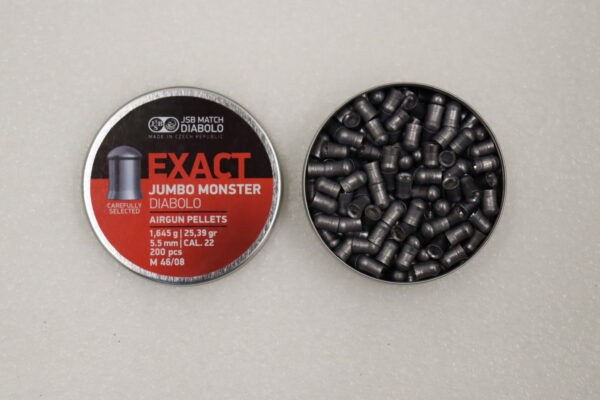 JSB MATCH
DIABOLO
MADE IN CZECH REPUBLIC
EXACT
JUMBO MONSTER
DIABOLO
CAREFULLY
SELECTED
AIRGUN PELLETS
1,645 g | 25,39 gr
5.5 mm | CAL. 22
200 pcs
M 46/08